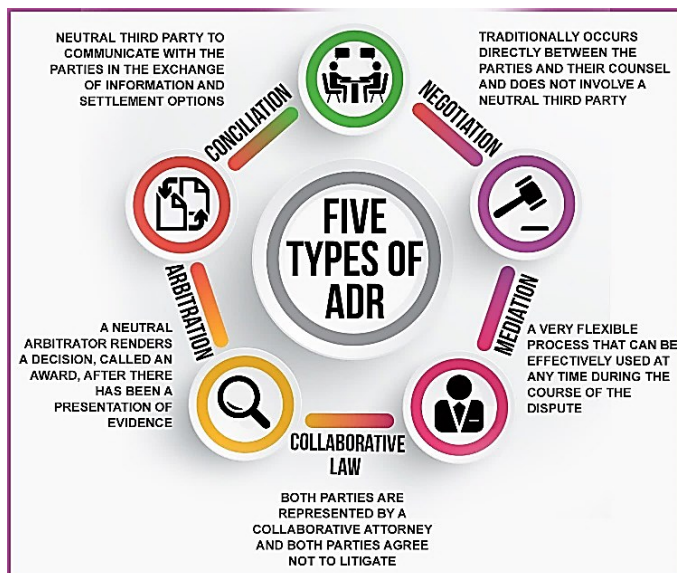 NEUTRAL THIRD PARTY TO
COMMUNICATE WITH THE
PARTIES IN THE EXCHANGE
OF INFORMATION AND
SETTLEMENT OPTIONS
CONCILIATION
TRADITIONALLY OCCURS
DIRECTLY BETWEEN THE
PARTIES AND THEIR COUNSEL
AND DOES NOT INVOLVE A
NEUTRAL THIRD PARTY
NEGOTIATION
FIVE
TYPES OF
ADR
ARBITRATION
A NEUTRAL
ARBITRATOR RENDERS
A DECISION, CALLED AN
AWARD, AFTER THERE
HAS BEEN A
PRESENTATION OF
EVIDENCE
MEDIATION
A VERY FLEXIBLE
PROCESS THAT CAN BE
EFFECTIVELY USED AT
ANY TIME DURING THE
COURSE OF THE
DISPUTE
COLLABORATIVE
LAW
BOTH PARTIES ARE
REPRESENTED BY A
COLLABORATIVE ATTORNEY
AND BOTH PARTIES AGREE
NOT TO LITIGATE